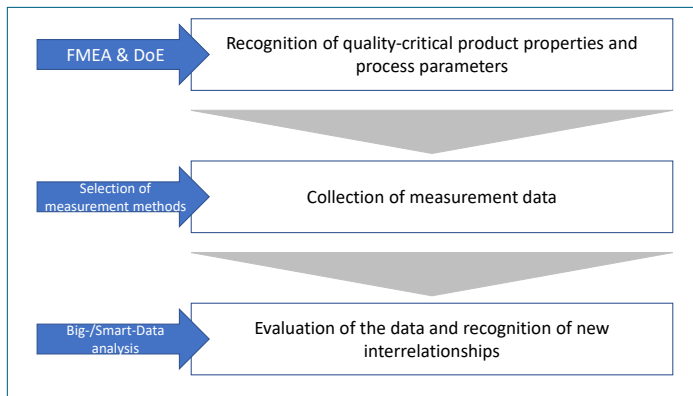 FMEA & DoE
Recognition of quality-critical product properties and
process parameters
Selection of
measurement methods
Collection of measurement data
Big-/Smart-Data
analysis
Evaluation of the data and recognition of new
interrelationships